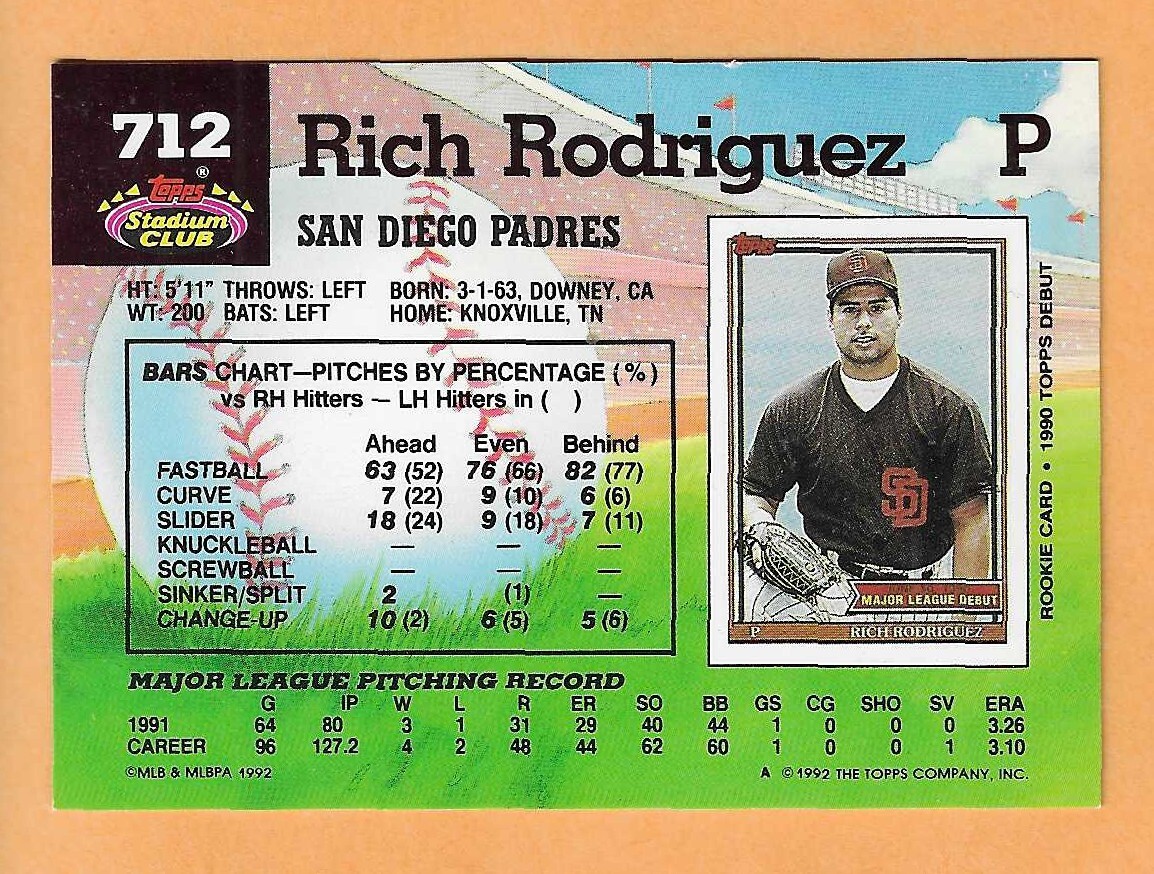 712
Rich Rodriguez P
Topps ®
Stadium
CLUB
SAN DIEGO PADRES
HT: 5'11" THROWS: LEFT BORN: 3-1-63, DOWNEY, CA
WT: 200 BATS: LEFT HOME: KNOXVILLE, TN
BARS CHART—PITCHES BY PERCENTAGE (%)
vs RH Hitters — LH Hitters in ( )
Ahead Even Behind
FASTBALL 63 (52) 76 (66) 82 (77)
CURVE 7 (22) 9 (10) 6 (6)
SLIDER 18 (24) 9 (18) 7 (11)
KNUCKLEBALL — — —
SCREWBALL — — —
SINKER/SPLIT 2 (1) —
CHANGE-UP 10 (2) 6 (5) 5 (6)
Topps
SD
MAJOR LEAGUE DEBUT
P RICH RODRIGUEZ
ROOKIE CARD • 1990 TOPPS DEBUT
MAJOR LEAGUE PITCHING RECORD
G IP W L R ER SO BB GS CG SHO SV ERA
1991 64 80 3 1 31 29 40 44 1 0 0 0 3.26
CAREER 96 127.2 4 2 48 44 62 60 1 0 0 1 3.10
©MLB & MLBPA 1992 A ©1992 THE TOPPS COMPANY, INC.